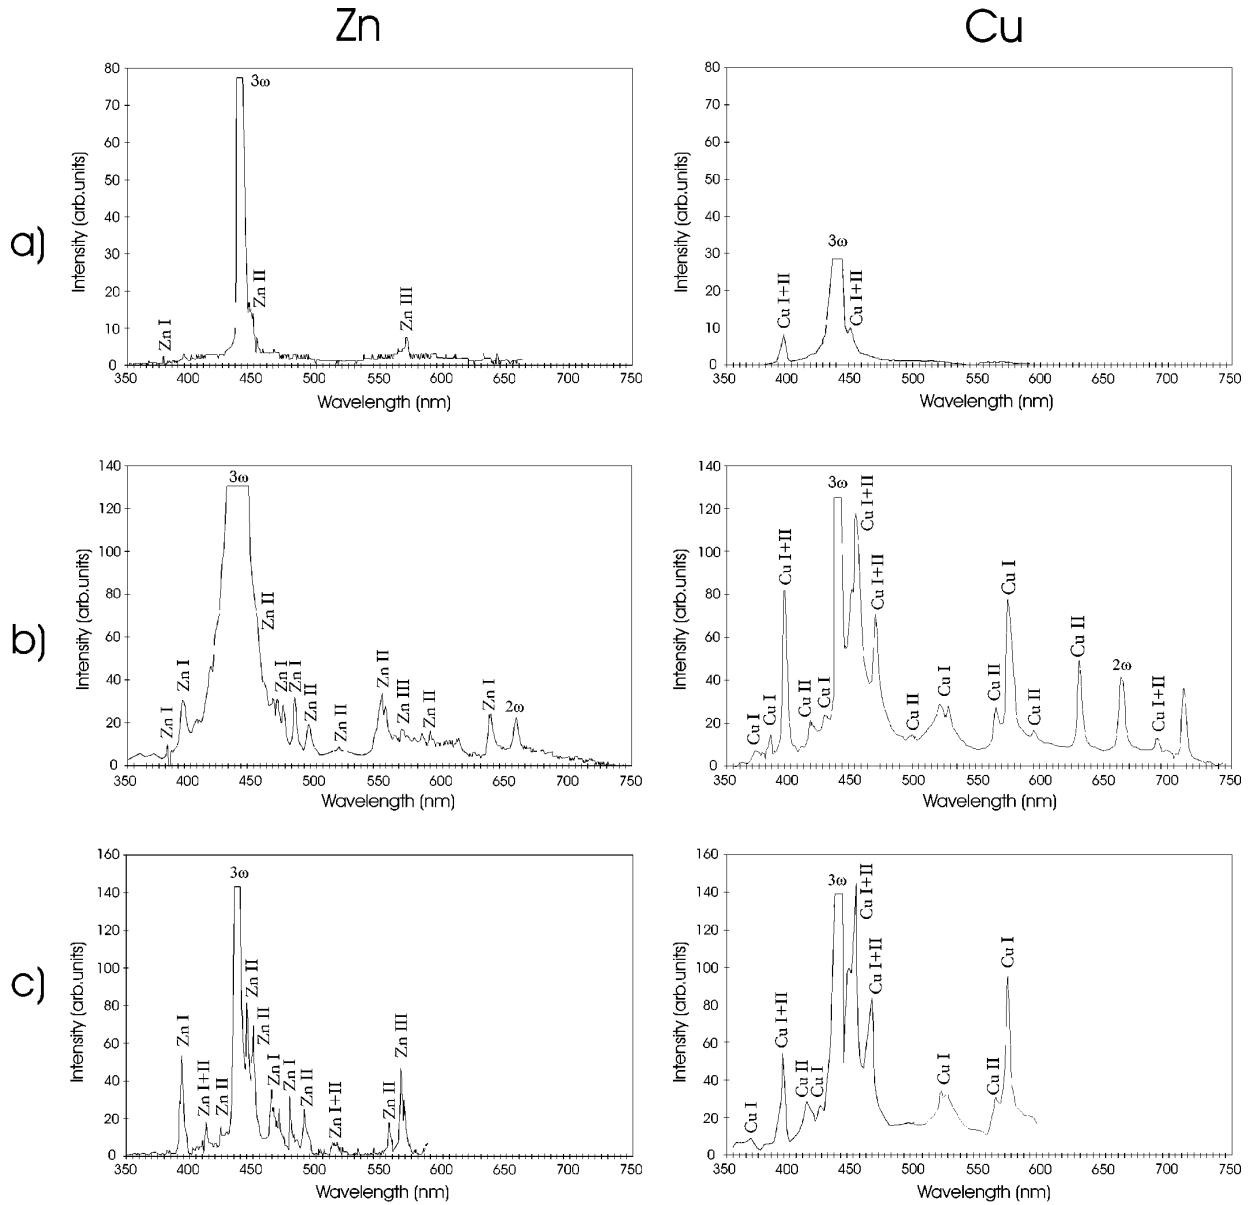 Zn
Cu
a)
Intensity (arb.units)
80
70
60
50
40
30
20
10
0
3ω
Zn I
Zn II
Zn III
350 400 450 500 550 600 650 700 750
Wavelength (nm)
Intensity (arb.units)
80
70
60
50
40
30
20
10
0
Cu I+II
3ω
Cu I+II
350 400 450 500 550 600 650 700 750
Wavelength (nm)
b)
Intensity (arb.units)
140
120
100
80
60
40
20
0
Zn I
Zn I
3ω
Zn II
Zn I
Zn I
Zn II
Zn II
Zn II
Zn III
Zn II
Zn I
2ω
350 400 450 500 550 600 650 700 750
Wavelength (nm)
Intensity (arb.units)
140
120
100
80
60
40
20
0
Cu I
Cu I
Cu I+II
Cu II
Cu I
3ω
Cu I+II
Cu I+II
Cu II
Cu I
Cu II
Cu I
Cu II
Cu II
2ω
Cu I+II
350 400 450 500 550 600 650 700 750
Wavelength (nm)
c)
Intensity (arb.units)
160
140
120
100
80
60
40
20
0
Zn I
Zn I+II
Zn II
3ω
Zn II
Zn II
Zn I
Zn I
Zn II
Zn I+II
Zn II
Zn III
350 400 450 500 550 600 650 700 750
Wavelength (nm)
Intensity (arb.units)
160
140
120
100
80
60
40
20
0
Cu I
Cu I+II
Cu II
Cu I
3ω
Cu I+II
Cu I+II
Cu I
Cu II
Cu I
350 400 450 500 550 600 650 700 750
Wavelength (nm)